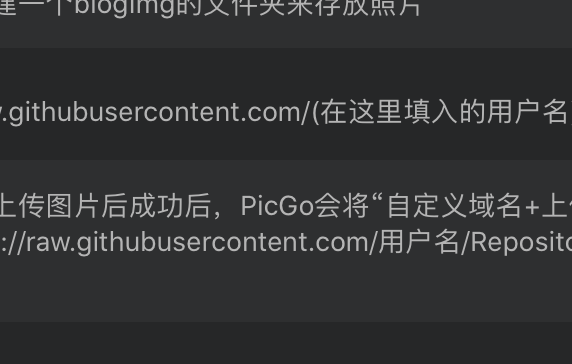 建一个blogimg的文件夹来存放照片
.githubusercontent.com/(在这里填入的用户名
上传图片后成功后，PicGo会将“自定义域名+上
://raw.githubusercontent.com/用户名/Reposito